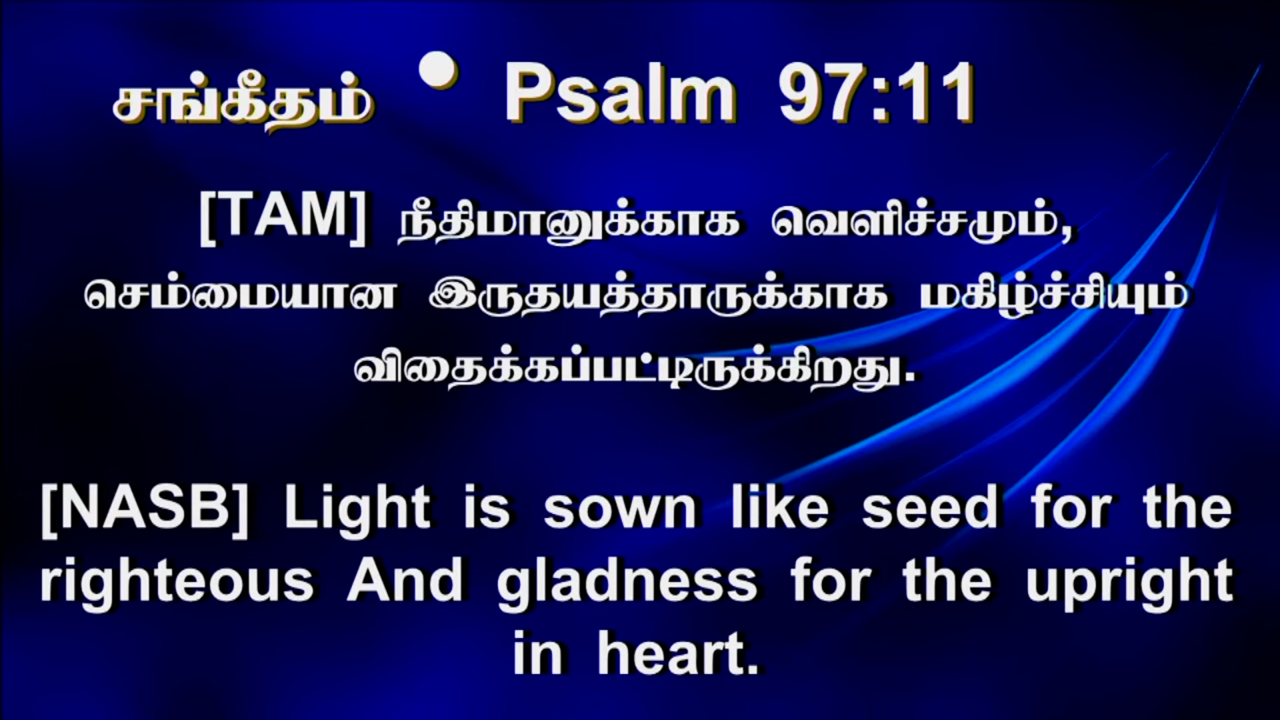 சங்கீதம் • Psalm 97:11
[TAM] நீதிமானுக்காக வெளிச்சமும்,
செம்மையான இருதயத்தாருக்காக மகிழ்ச்சியும்
விதைக்கப்பட்டிருக்கிறது.
[NASB] Light is sown like seed for the
righteous And gladness for the upright
in heart.